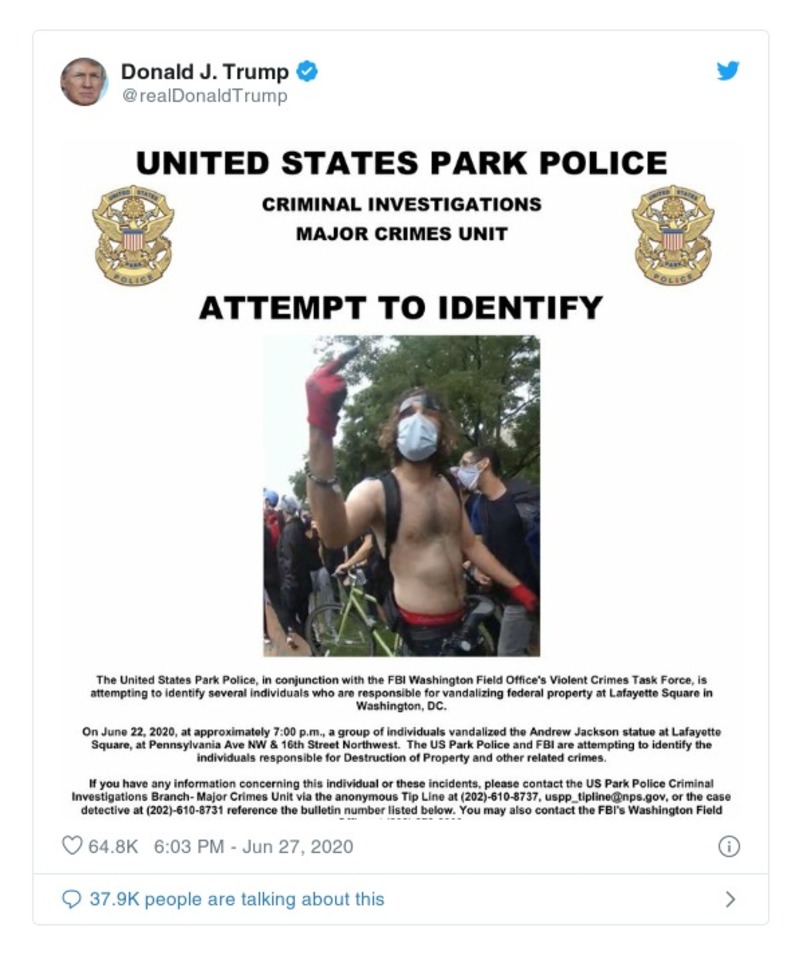 Donald J. Trump
@realDonaldTrump
UNITED STATES PARK POLICE
CRIMINAL INVESTIGATIONS
MAJOR CRIMES UNIT
UNITED STATES
PARK
POLICE
UNITED STATES
PARK
POLICE
ATTEMPT TO IDENTIFY
The United States Park Police, in conjunction with the FBI Washington Field Office's Violent Crimes Task Force, is
attempting to identify several individuals who are responsible for vandalizing federal property at Lafayette Square in
Washington, DC.
On June 22, 2020, at approximately 7:00 p.m., a group of individuals vandalized the Andrew Jackson statue at Lafayette
Square, at Pennsylvania Ave NW & 16th Street Northwest. The US Park Police and FBI are attempting to identify the
individuals responsible for Destruction of Property and other related crimes.
If you have any information concerning this individual or these incidents, please contact the US Park Police Criminal
Investigations Branch- Major Crimes Unit via the anonymous Tip Line at (202)-610-8737, uspp_tipline@nps.gov, or the case
detective at (202)-610-8731 reference the bulletin number listed below. You may also contact the FBI's Washington Field
64.8K 6:03 PM - Jun 27, 2020
37.9K people are talking about this